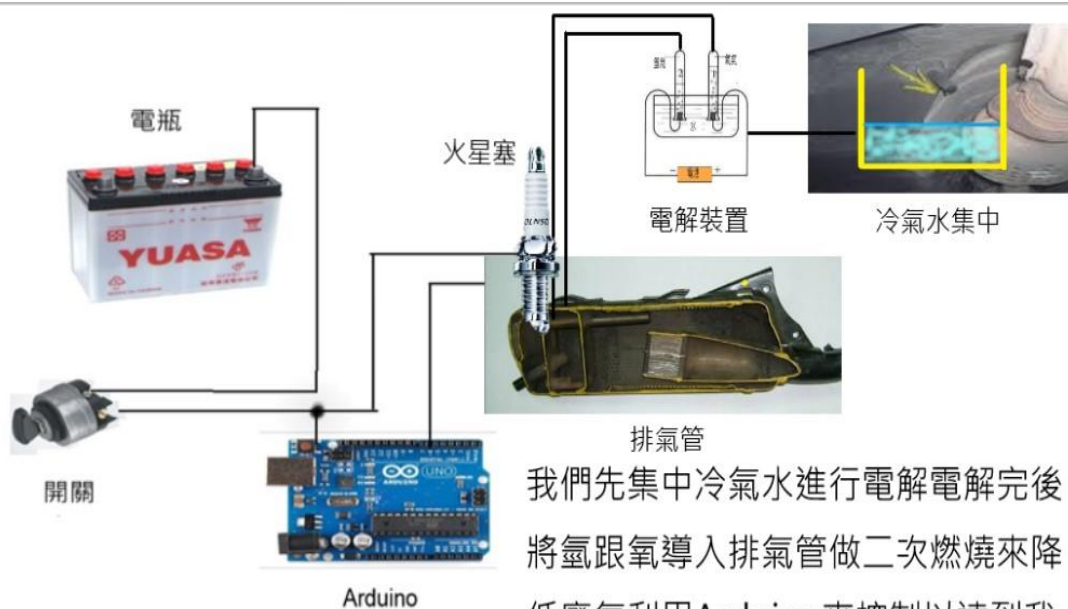 電瓶
YUASA
開關
火星塞
DENSO
電解裝置
冷氣水集中
排氣管
ARDUINO
UNO
Arduino
我們先集中冷氣水進行電解電解完後
將氫跟氧導入排氣管做二次燃燒來降